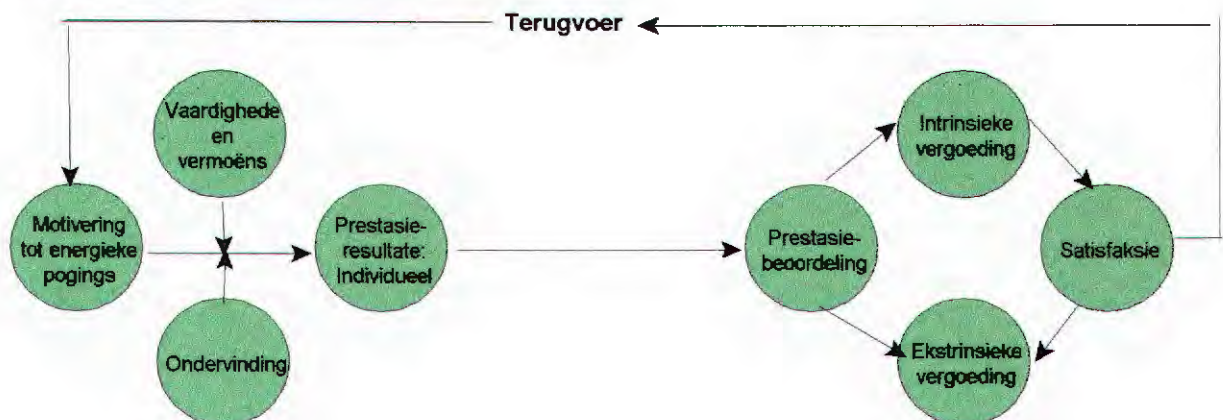 Terugvoer
Vaardighede
en
vermoëns
Intrinsieke
vergoeding
Motivering
tot energieke
pogings
Prestasie-
resultate:
Individueel
Prestasie-
beoordeling
Satisfaksie
Ondervinding
Ekstrinsieke
vergoeding